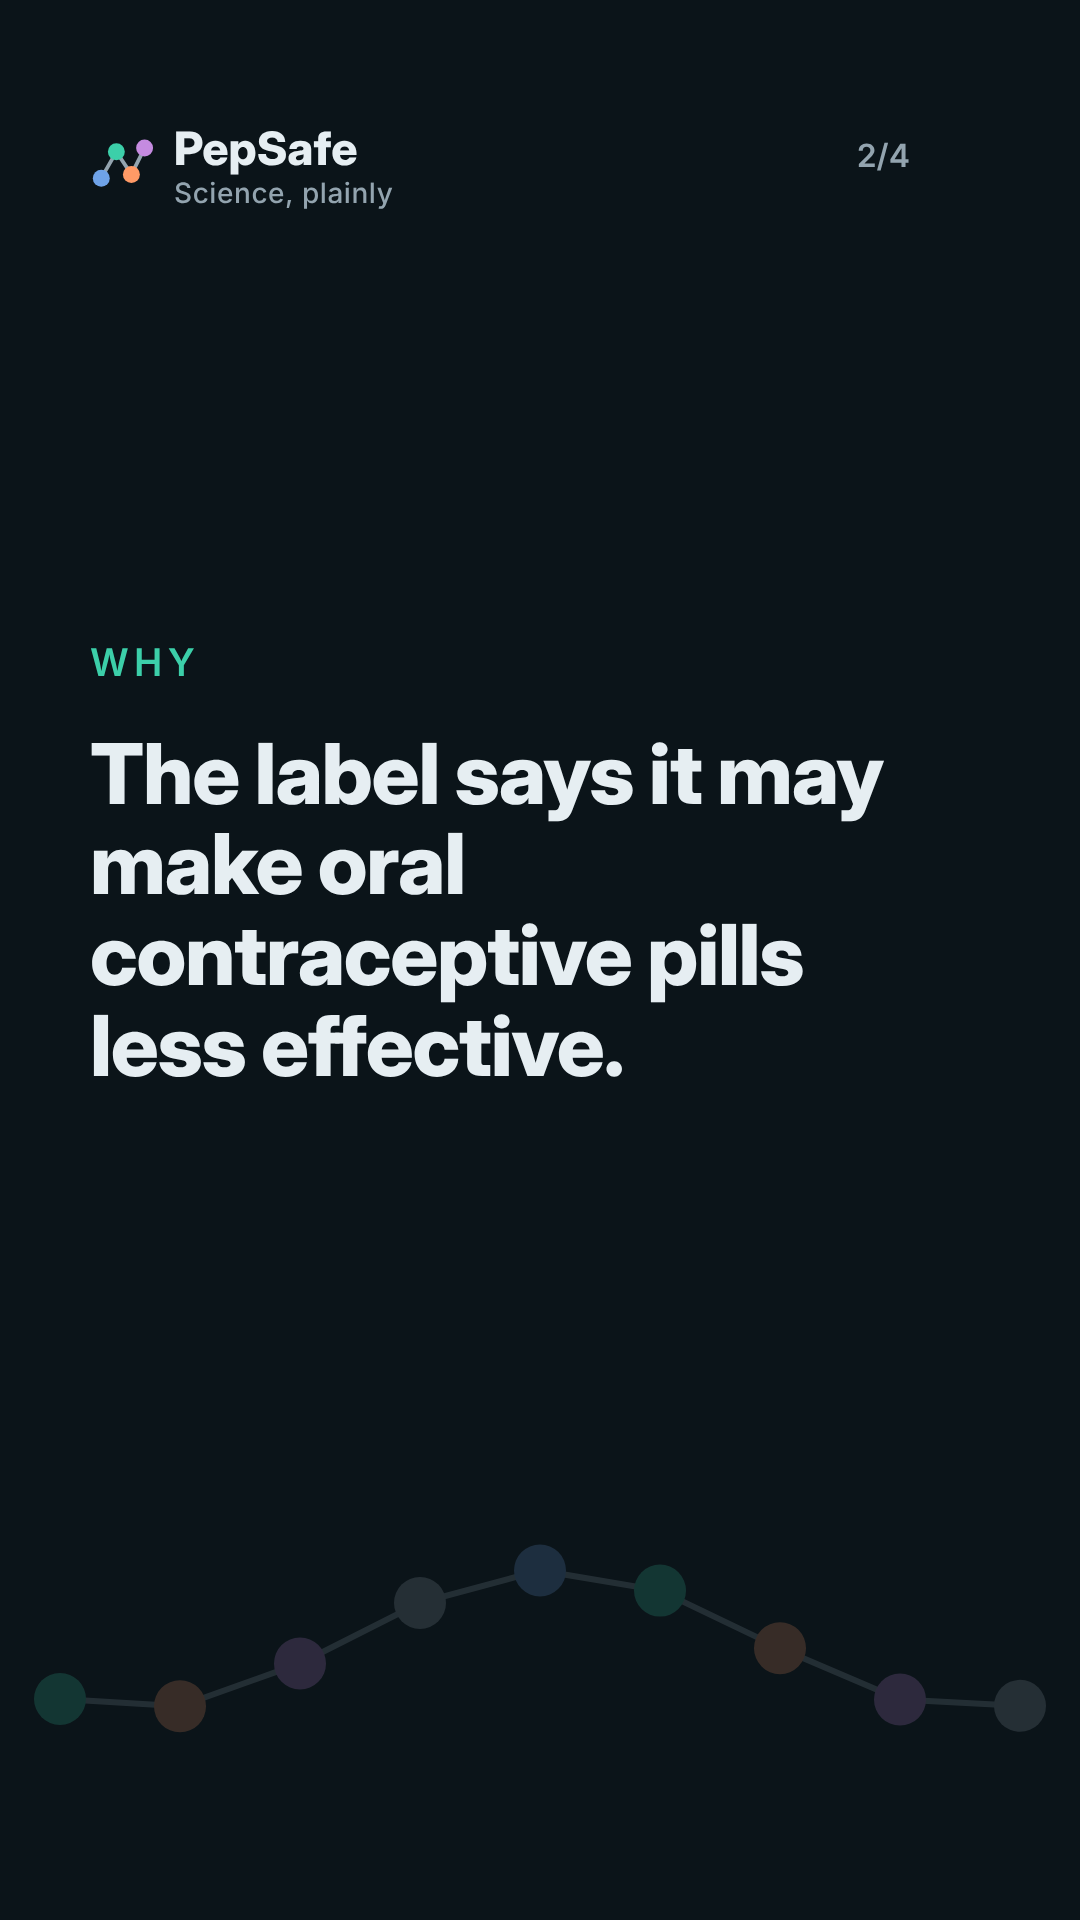 PepSafe
Science, plainly
2/4
WHY
The label says it may
make oral
contraceptive pills
less effective.